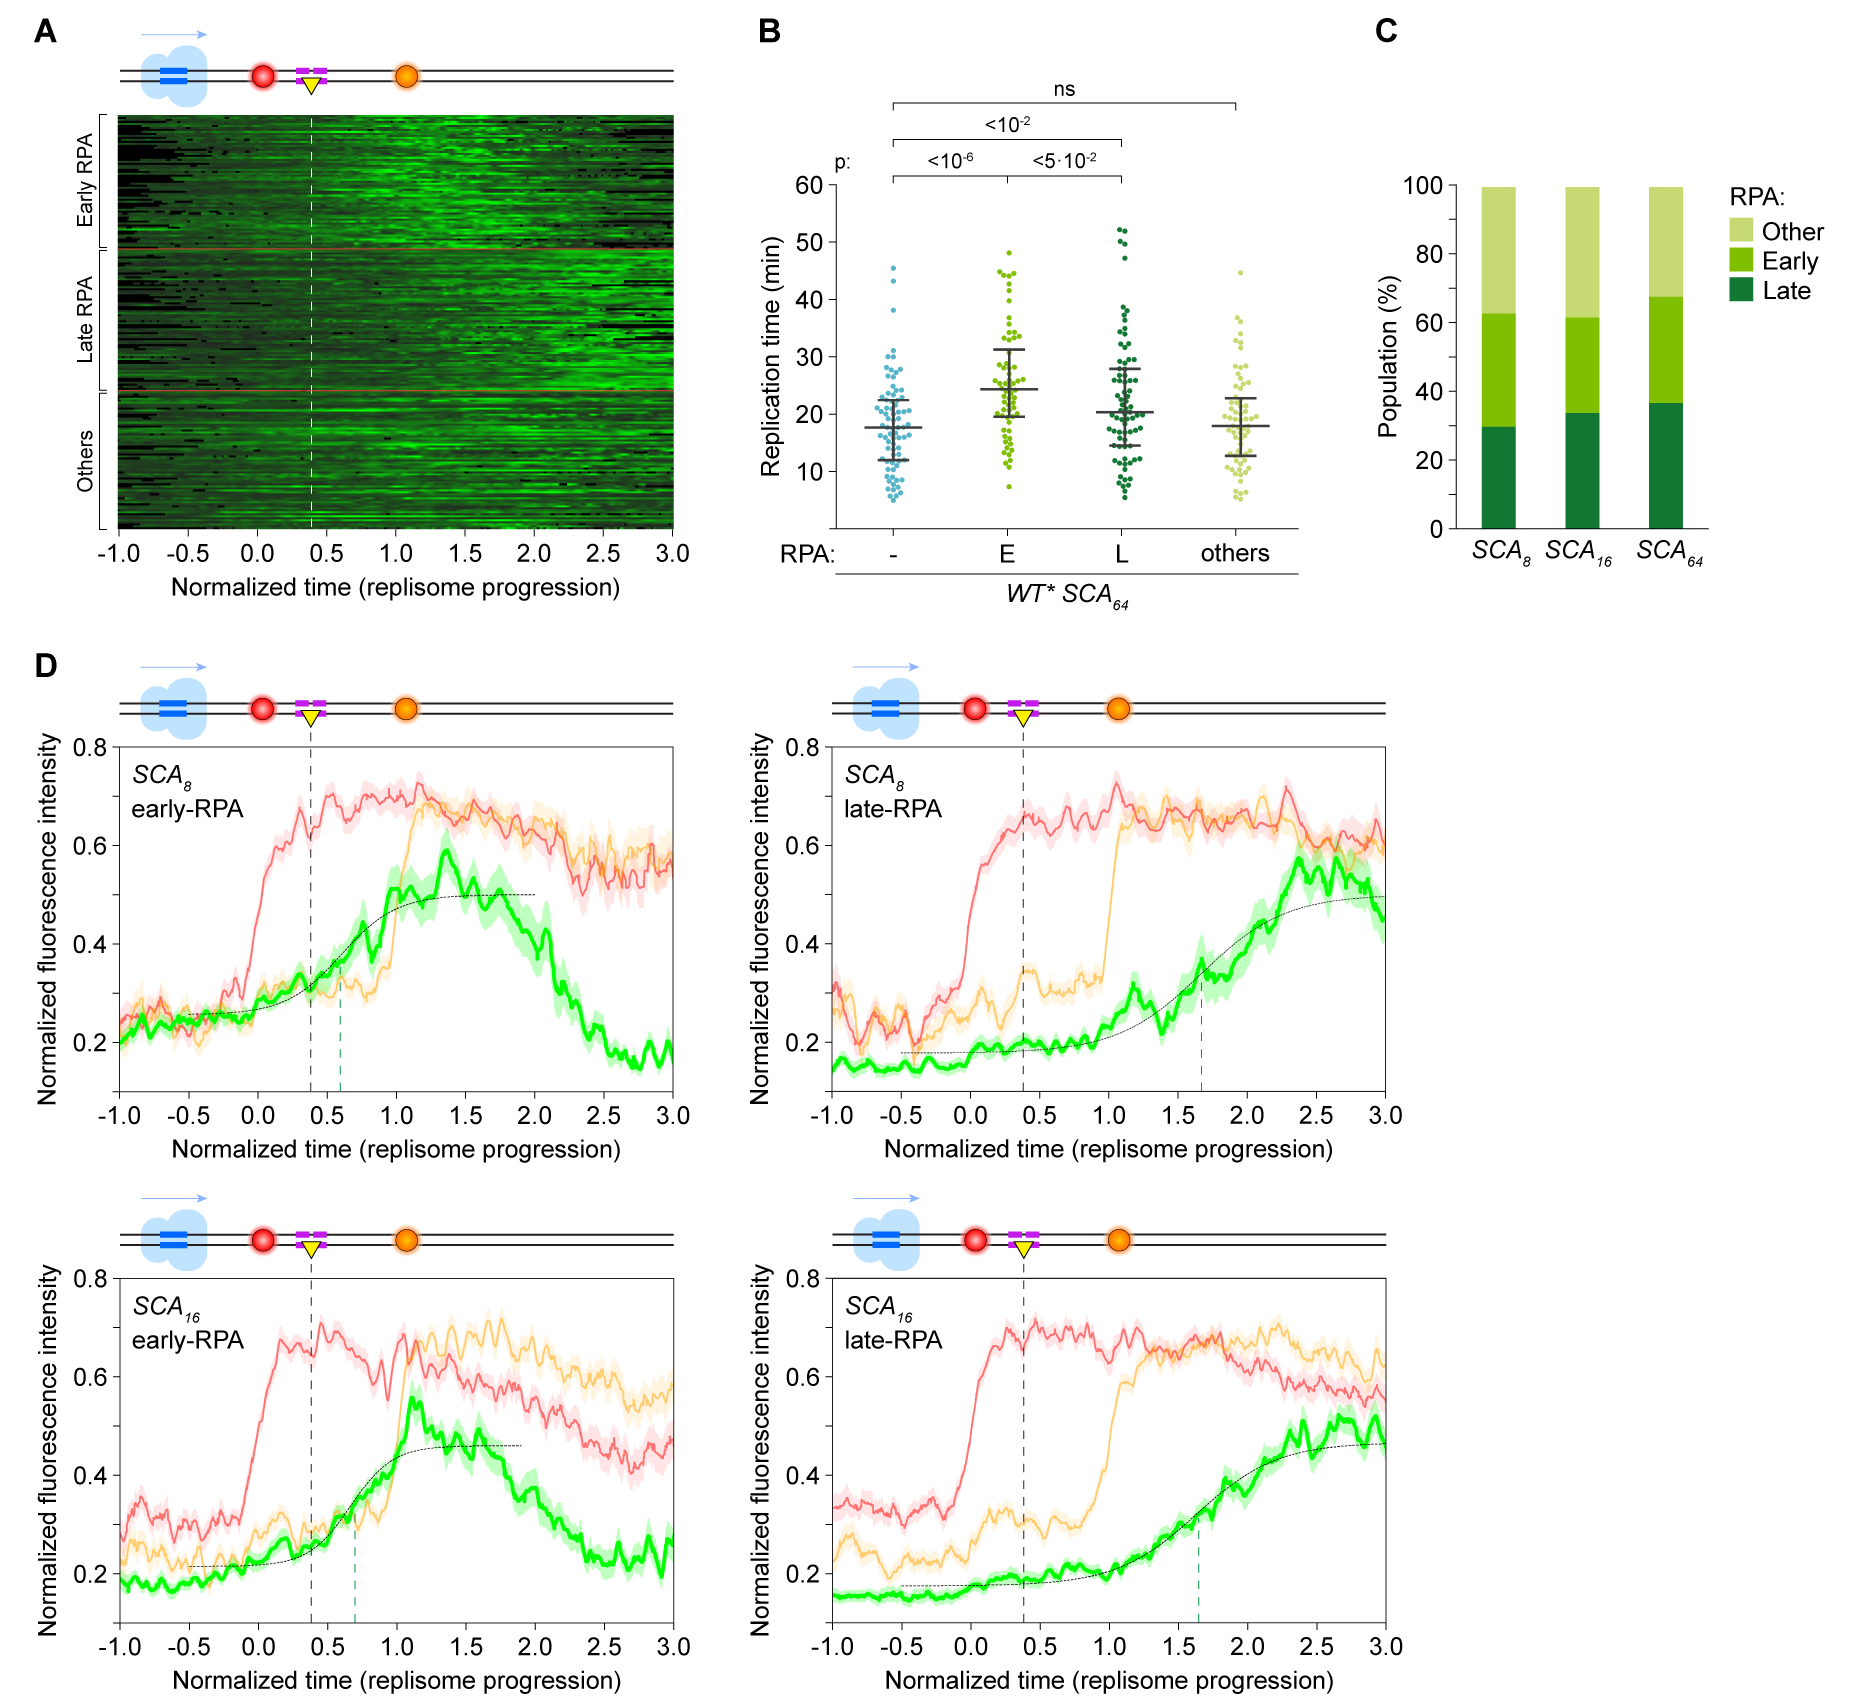 A
Early RPA
Late RPA
Others
-1.0 -0.5 0.0 0.5 1.0 1.5 2.0 2.5 3.0
Normalized time (replisome progression)
B
ns
<10-2
p: <10-6 <5·10-2
Replication time (min)
60
50
40
30
20
10
RPA: - E L others
WT* SCA64
C
Population (%)
100
80
60
40
20
0
SCA8 SCA16 SCA64
RPA:
Other
Early
Late
D
Normalized fluorescence intensity
0.8
0.6
0.4
0.2
SCA8
early-RPA
-1.0 -0.5 0.0 0.5 1.0 1.5 2.0 2.5 3.0
Normalized time (replisome progression)
Normalized fluorescence intensity
0.8
0.6
0.4
0.2
SCA8
late-RPA
-1.0 -0.5 0.0 0.5 1.0 1.5 2.0 2.5 3.0
Normalized time (replisome progression)
Normalized fluorescence intensity
0.8
0.6
0.4
0.2
SCA16
early-RPA
-1.0 -0.5 0.0 0.5 1.0 1.5 2.0 2.5 3.0
Normalized time (replisome progression)
Normalized fluorescence intensity
0.8
0.6
0.4
0.2
SCA16
late-RPA
-1.0 -0.5 0.0 0.5 1.0 1.5 2.0 2.5 3.0
Normalized time (replisome progression)